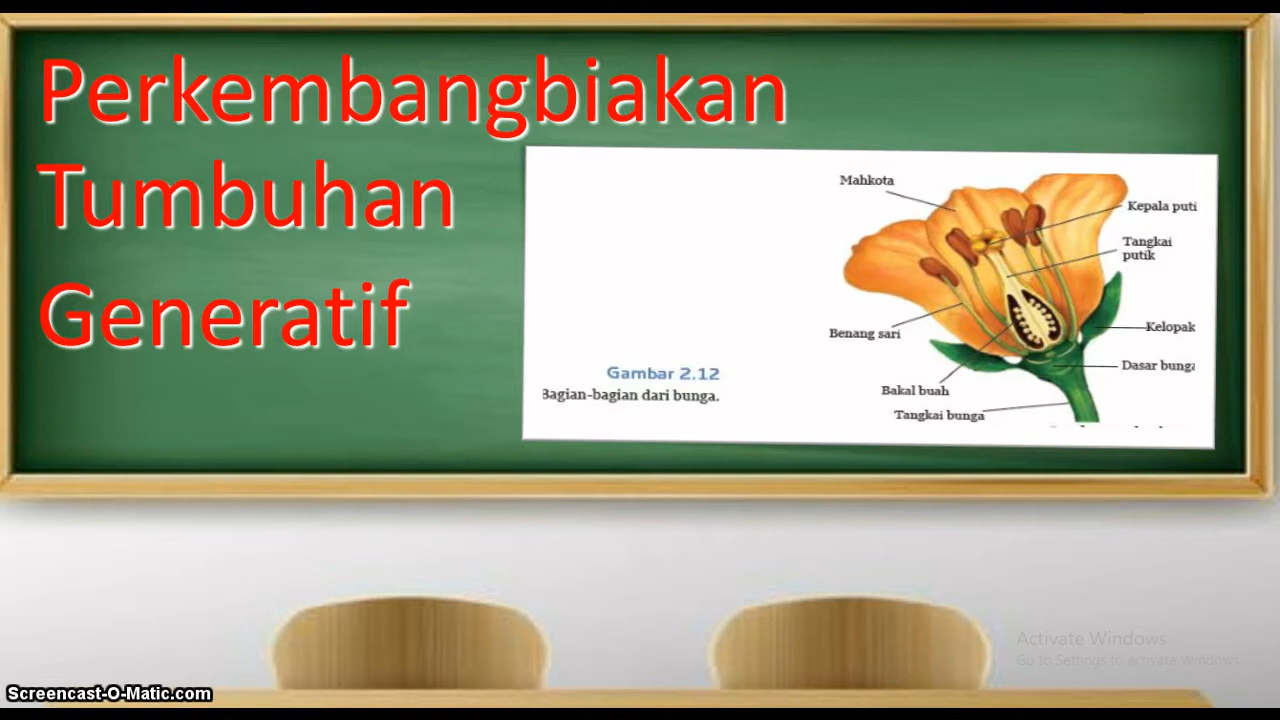 Perkembangbiakan
Tumbuhan
Generatif
Mahkota
Kepala puti
Tangkai
putik
Benang sari
Kelopak
Dasar bunga
Bakal buah
Tangkai bunga
Gambar 2.12
Bagian-bagian dari bunga.
Activate Windows
Go to Settings to activate Windows.
Screencast-O-Matic.com